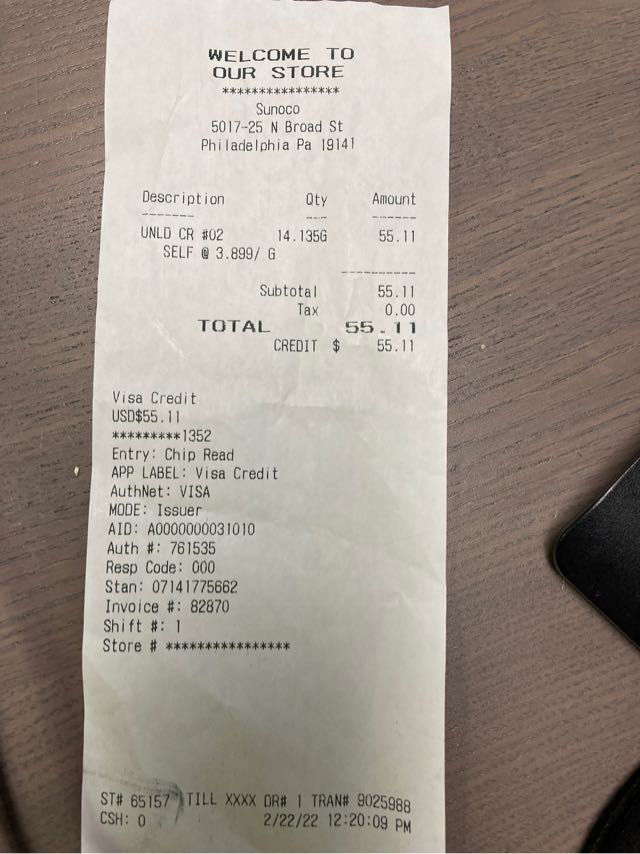 WELCOME TO
OUR STORE
****************
Sunoco
5017-25 N Broad St
Philadelphia Pa 19141
Description Qty Amount
------- --- ------
UNLD CR #02 14.135G 55.11
SELF @ 3.899/ G
----------
Subtotal 55.11
Tax 0.00
TOTAL 55.11
CREDIT $ 55.11
Visa Credit
USD$55.11
*********1352
Entry: Chip Read
APP LABEL: Visa Credit
AuthNet: VISA
MODE: Issuer
AID: A0000000031010
Auth #: 761535
Resp Code: 000
Stan: 07141775662
Invoice #: 82870
Shift #: 1
Store # ****************
ST# 65157 TILL XXXX DR# 1 TRAN# 9025988
CSH: 0 2/22/22 12:20:09 PM